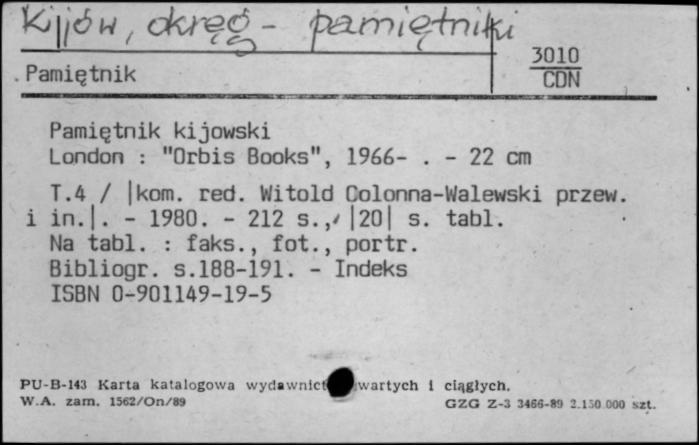 Kijów, okręg - pamiętniki
3010
CDN
Pamiętnik
Pamiętnik kijowski
London : "Orbis Books", 1966- . - 22 cm
T.4 / |kom. red. Witold Colonna-Walewski przew.
i in.|. - 1980. - 212 s., |20| s. tabl.
Na tabl. : faks., fot., portr.
Bibliogr. s.188-191. - Indeks
ISBN 0-901149-19-5
PU-B-143 Karta katalogowa wydawnict wartych i ciągłych.
W.A. zam. 1562/On/89
GZG Z-3 3466-89 2.150.000 szt.